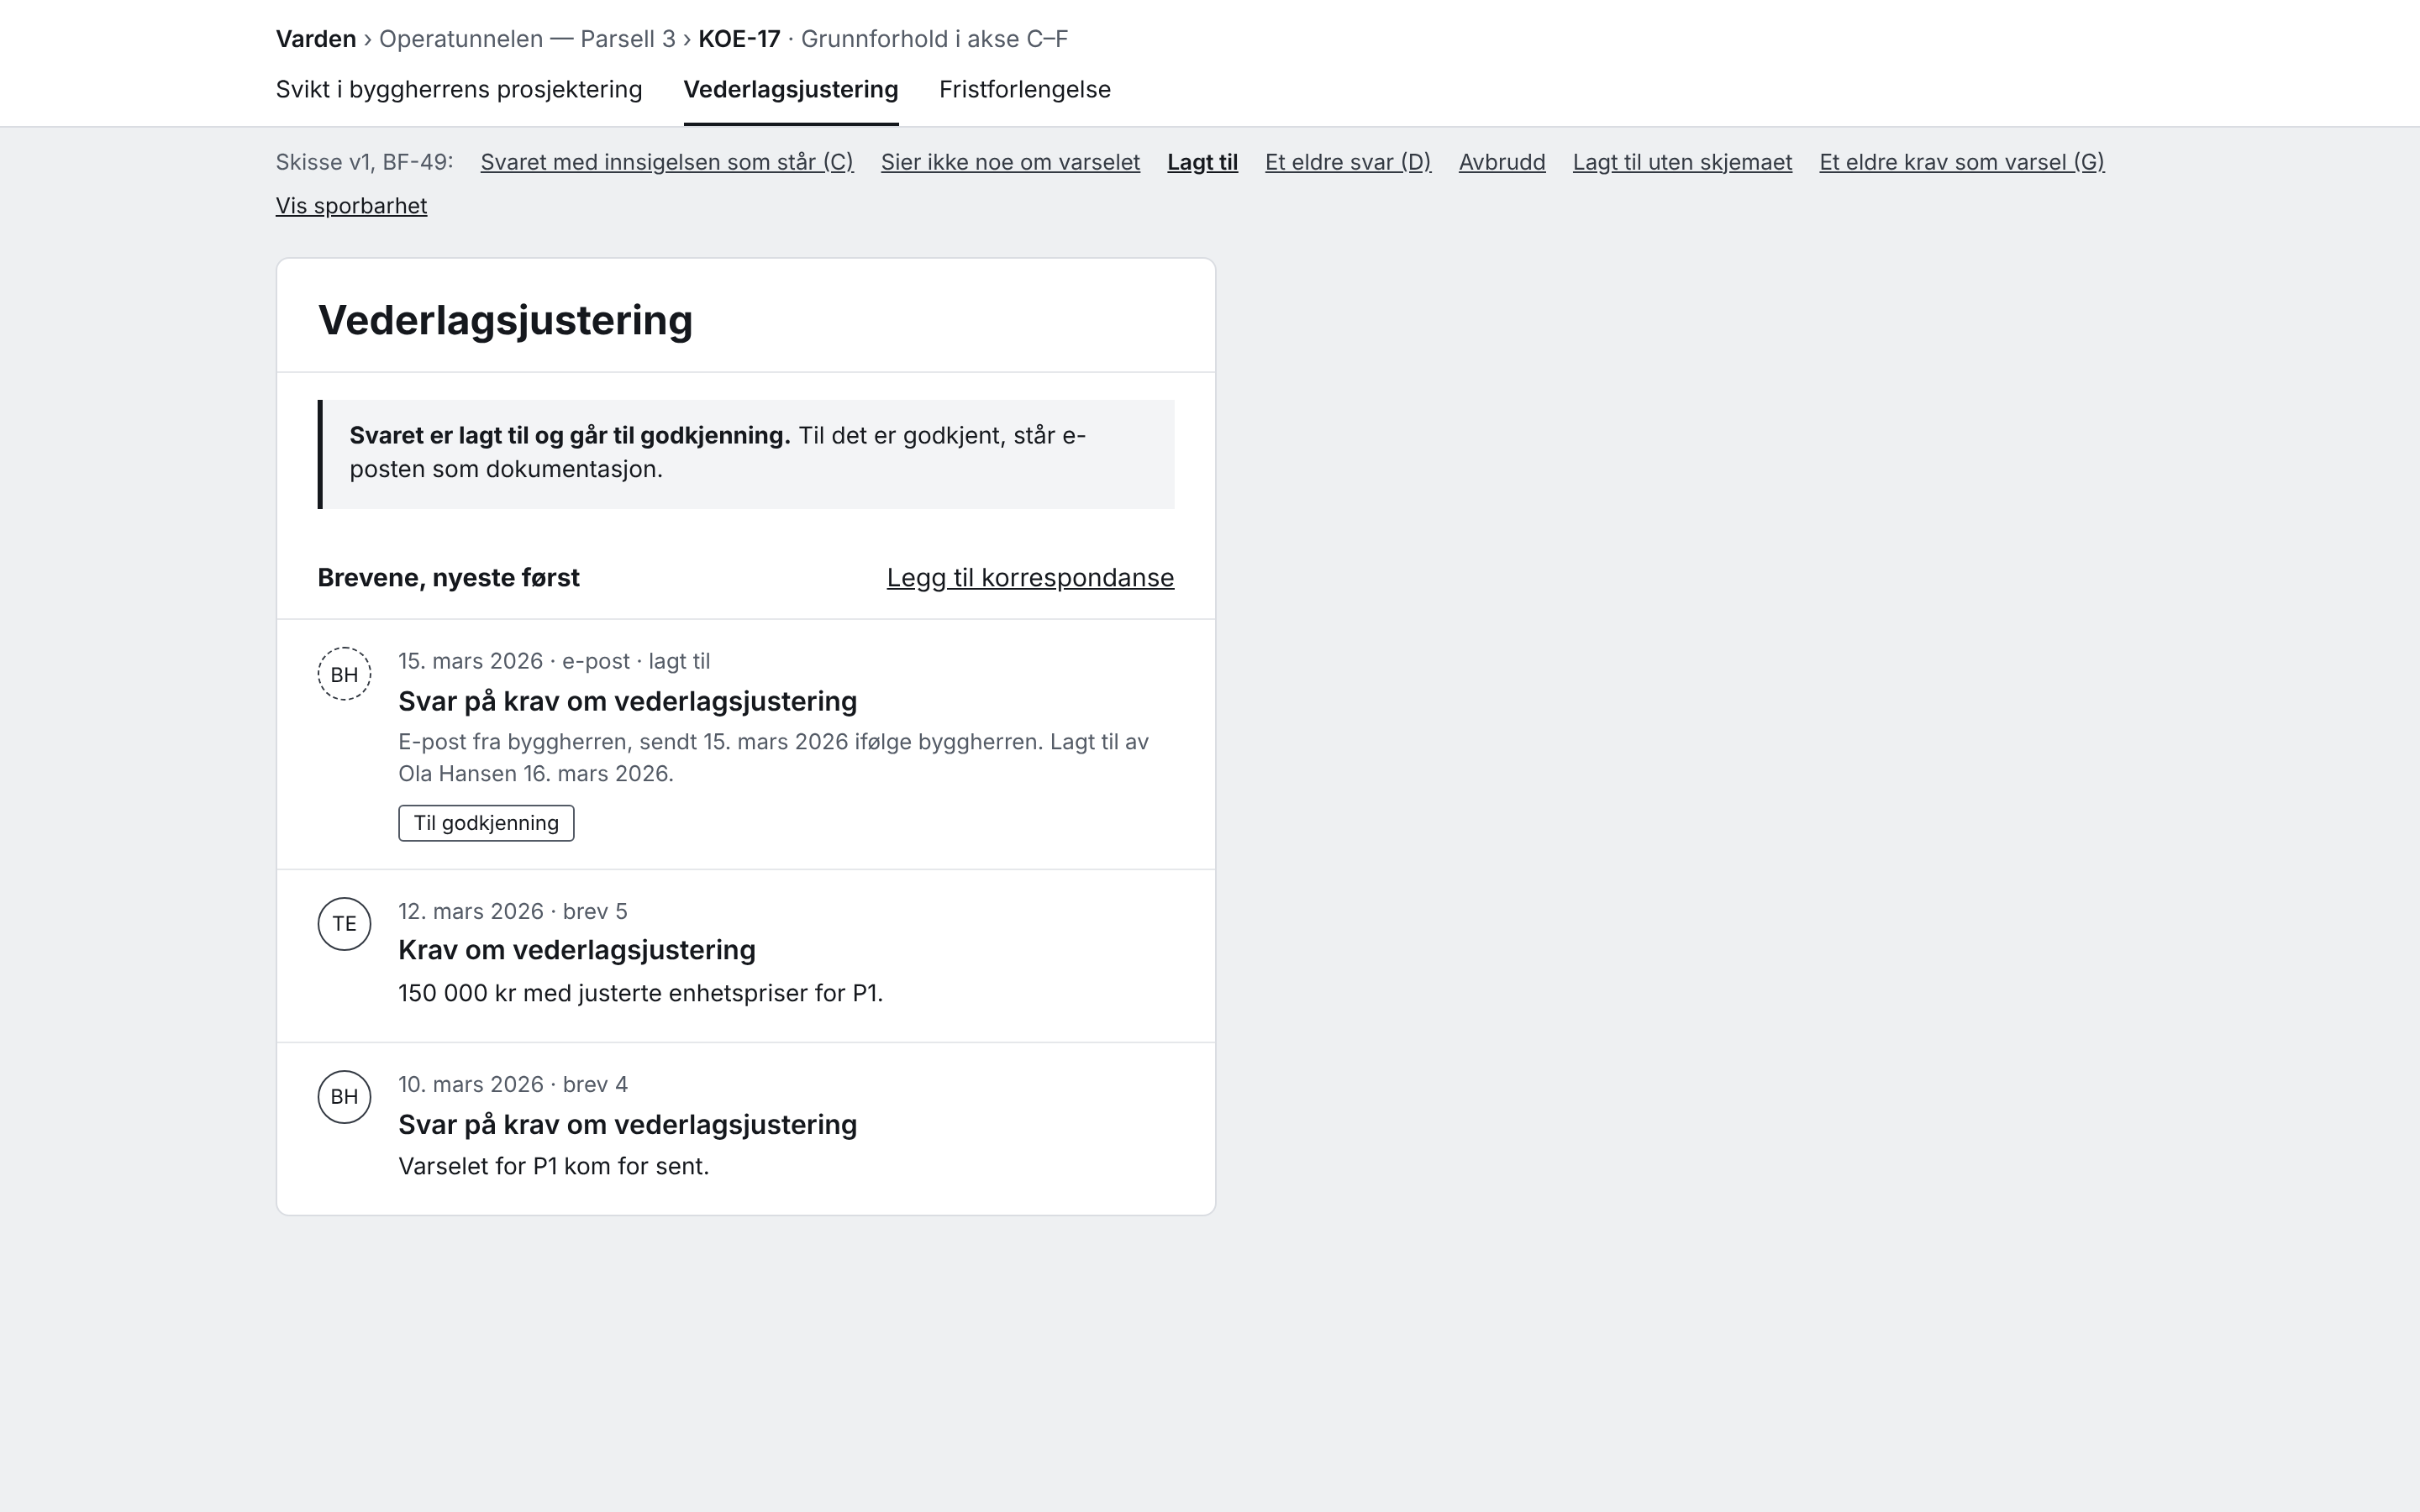 Varden › Operatunnelen — Parsell 3 › KOE-17 · Grunnforhold i akse C–F
Svikt i byggherrens prosjektering Vederlagsjustering Fristforlengelse
Skisse v1, BF-49: Svaret med innsigelsen som står (C) Sier ikke noe om varselet Lagt til Et eldre svar (D) Avbrudd Lagt til uten skjemaet Et eldre krav som varsel (G)
Vis sporbarhet
Vederlagsjustering
Svaret er lagt til og går til godkjenning. Til det er godkjent, står e-
posten som dokumentasjon.
Brevene, nyeste først Legg til korrespondanse
BH 15. mars 2026 · e-post · lagt til
Svar på krav om vederlagsjustering
E-post fra byggherren, sendt 15. mars 2026 ifølge byggherren. Lagt til av
Ola Hansen 16. mars 2026.
Til godkjenning
TE 12. mars 2026 · brev 5
Krav om vederlagsjustering
150 000 kr med justerte enhetspriser for P1.
BH 10. mars 2026 · brev 4
Svar på krav om vederlagsjustering
Varselet for P1 kom for sent.